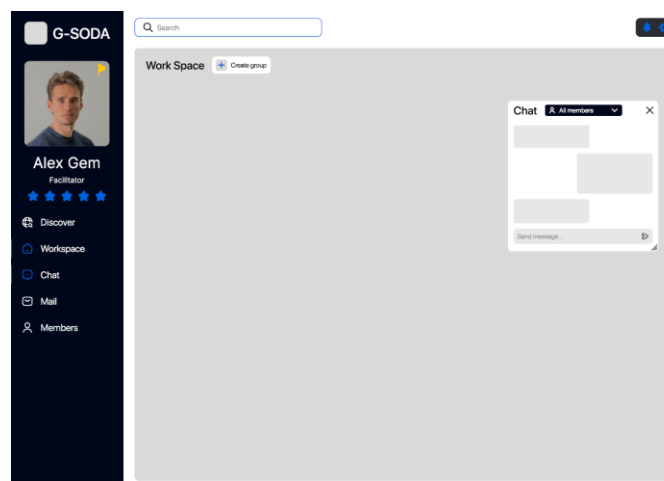 G-SODA
Search
Work Space
Create group
Chat
All members
Alex Gem
Facilitator
Discover
Workspace
Chat
Mail
Members
Send message...